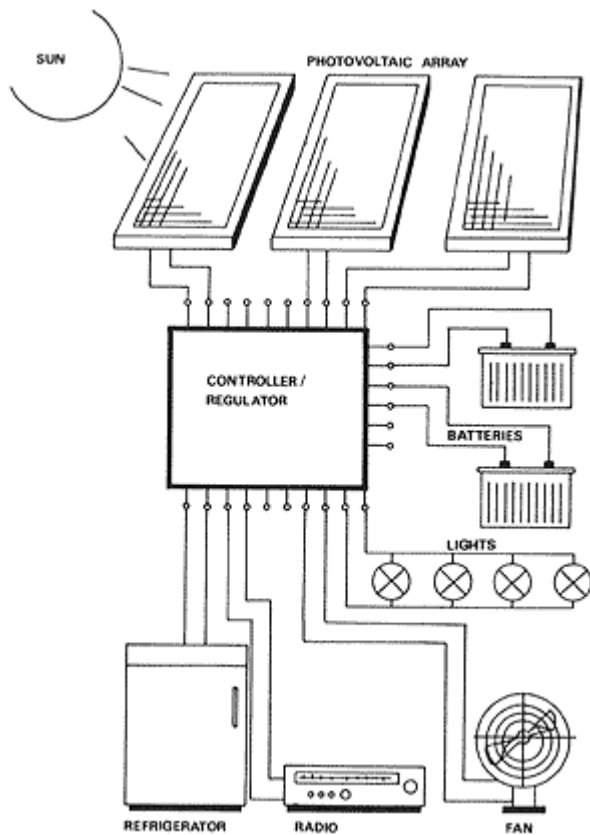 SUN
PHOTOVOLTAIC ARRAY
CONTROLLER/
REGULATOR
BATTERIES
LIGHTS
REFRIGERATOR
RADIO
FAN